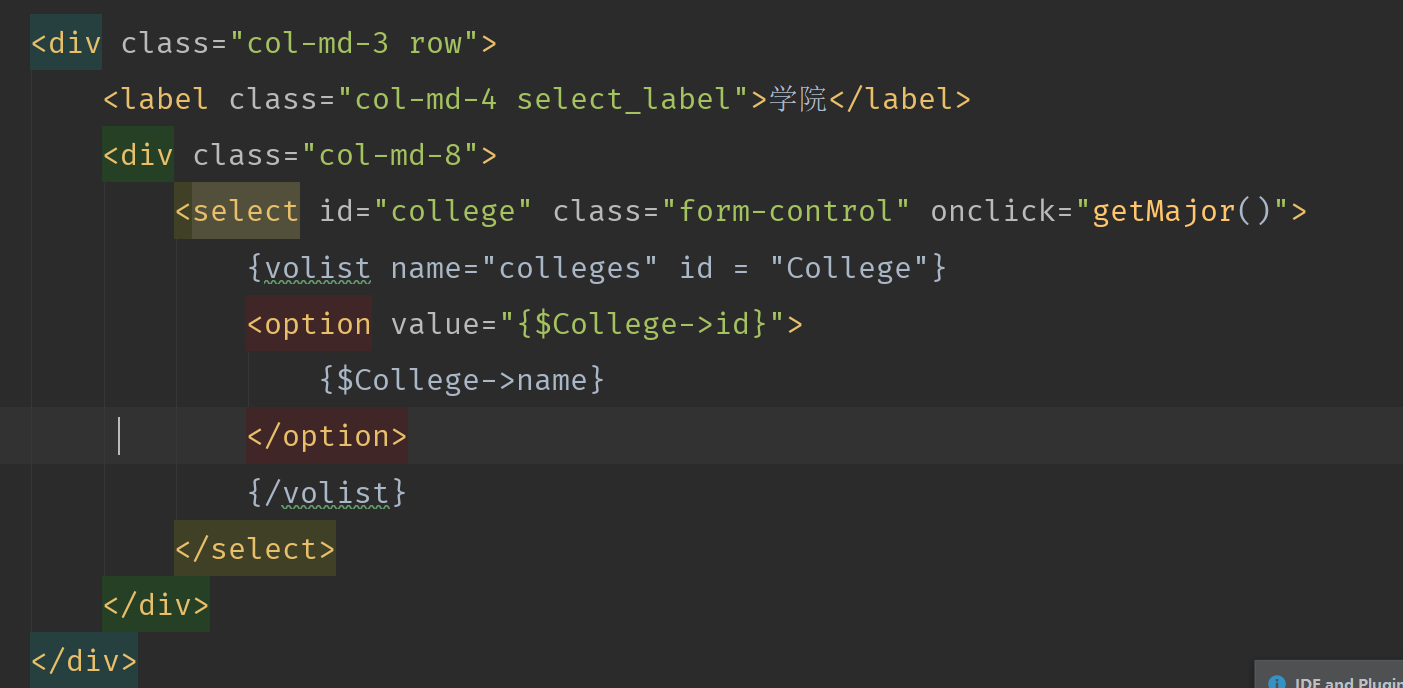 <div class="col-md-3 row">
<label class="col-md-4 select_label">学院</label>
<div class="col-md-8">
<select id="college" class="form-control" onclick="getMajor()">
{volist name="colleges" id = "College"}
<option value="{$College->id}">
{$College->name}
</option>
{/volist}
</select>
</div>
</div>
IDE and Plugin